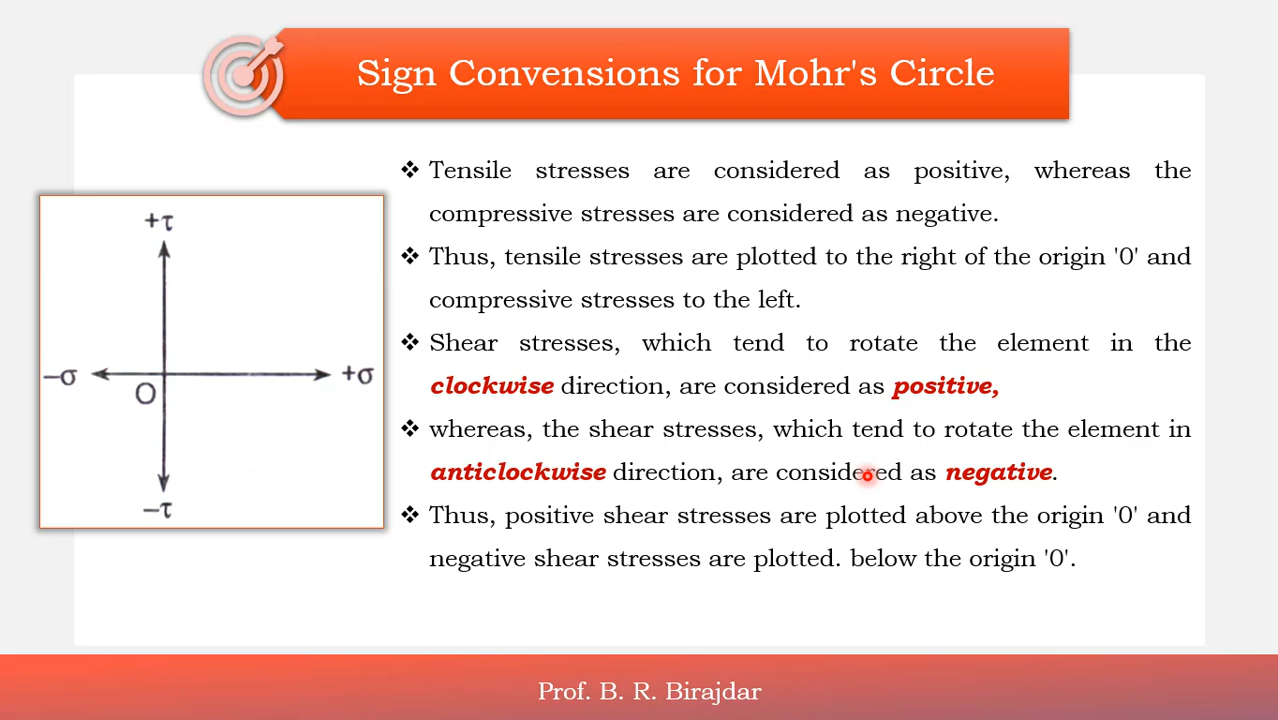 Sign Convensions for Mohr's Circle
+τ
−σ
O
+σ
−τ
❖ Tensile stresses are considered as positive, whereas the
compressive stresses are considered as negative.
❖ Thus, tensile stresses are plotted to the right of the origin '0' and
compressive stresses to the left.
❖ Shear stresses, which tend to rotate the element in the
clockwise direction, are considered as positive,
❖ whereas, the shear stresses, which tend to rotate the element in
anticlockwise direction, are considered as negative.
❖ Thus, positive shear stresses are plotted above the origin '0' and
negative shear stresses are plotted. below the origin '0'.
Prof. B. R. Birajdar